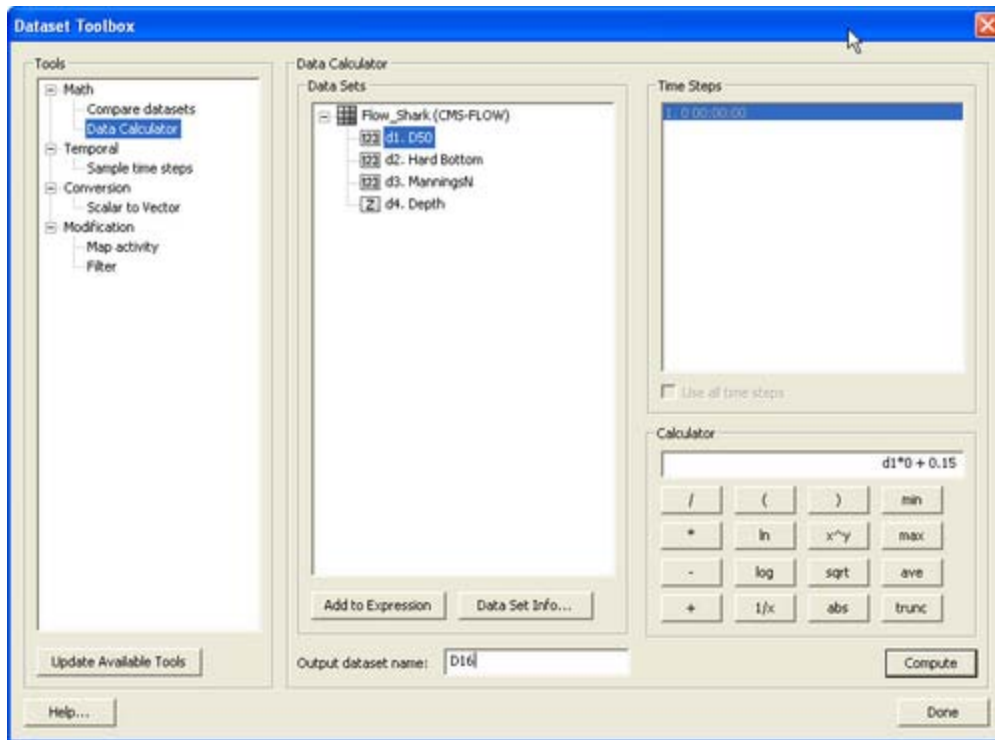 Dataset Toolbox
Tools
Math
Compare datasets
Data Calculator
Temporal
Sample time steps
Conversion
Scalar to Vector
Modification
Map activity
Filter
Update Available Tools
Help...
Data Calculator
Data Sets
Flow_Shark (CMS-FLOW)
123 d1. D50
123 d2. Hard Bottom
123 d3. ManningsN
Z d4. Depth
Add to Expression
Data Set Info...
Output dataset name: D16
Time Steps
1. 0 00:00:00
Use all time steps
Calculator
d1*0 + 0.15
/ ( ) min
* ln x^y max
- log sqrt ave
+ 1/x abs trunc
Compute
Done